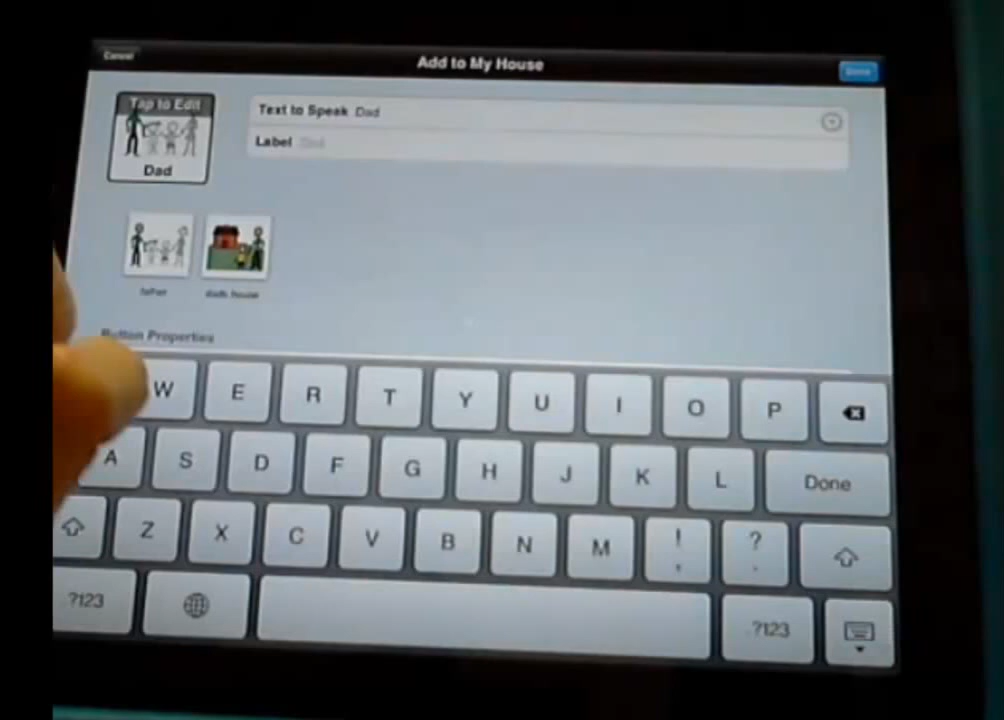 Cancel
Add to My House
Done
Tap to Edit
Dad
Text to Speak Dad
Label Dad
father
dads house
Button Properties
W E R T Y U I O P
A S D F G H J K L Done
Z X C V B N M ! , ? .
.?123
.?123